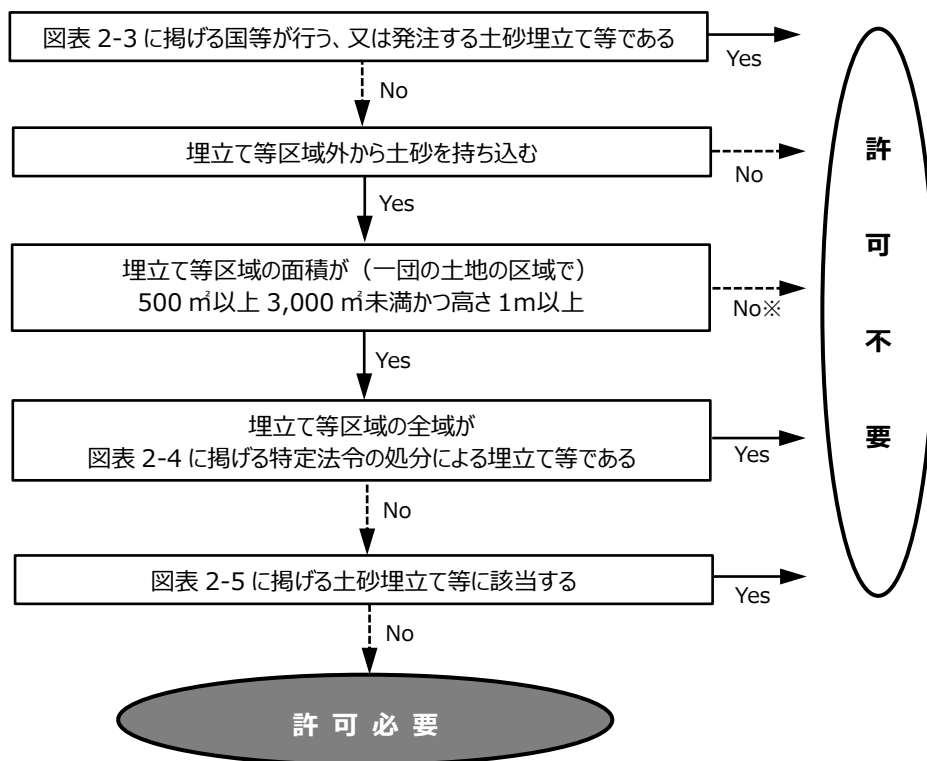 図表 2-3 に掲げる国等が行う、又は発注する土砂埋立て等である
Yes
No
埋立て等区域外から土砂を持ち込む
No
Yes
埋立て等区域の面積が（一団の土地の区域で）
500 ㎡以上 3,000 ㎡未満かつ高さ 1m以上
No※
Yes
埋立て等区域の全域が
図表 2-4 に掲げる特定法令の処分による埋立て等である
Yes
No
図表 2-5 に掲げる土砂埋立て等に該当する
Yes
No
許可不要
許可必要